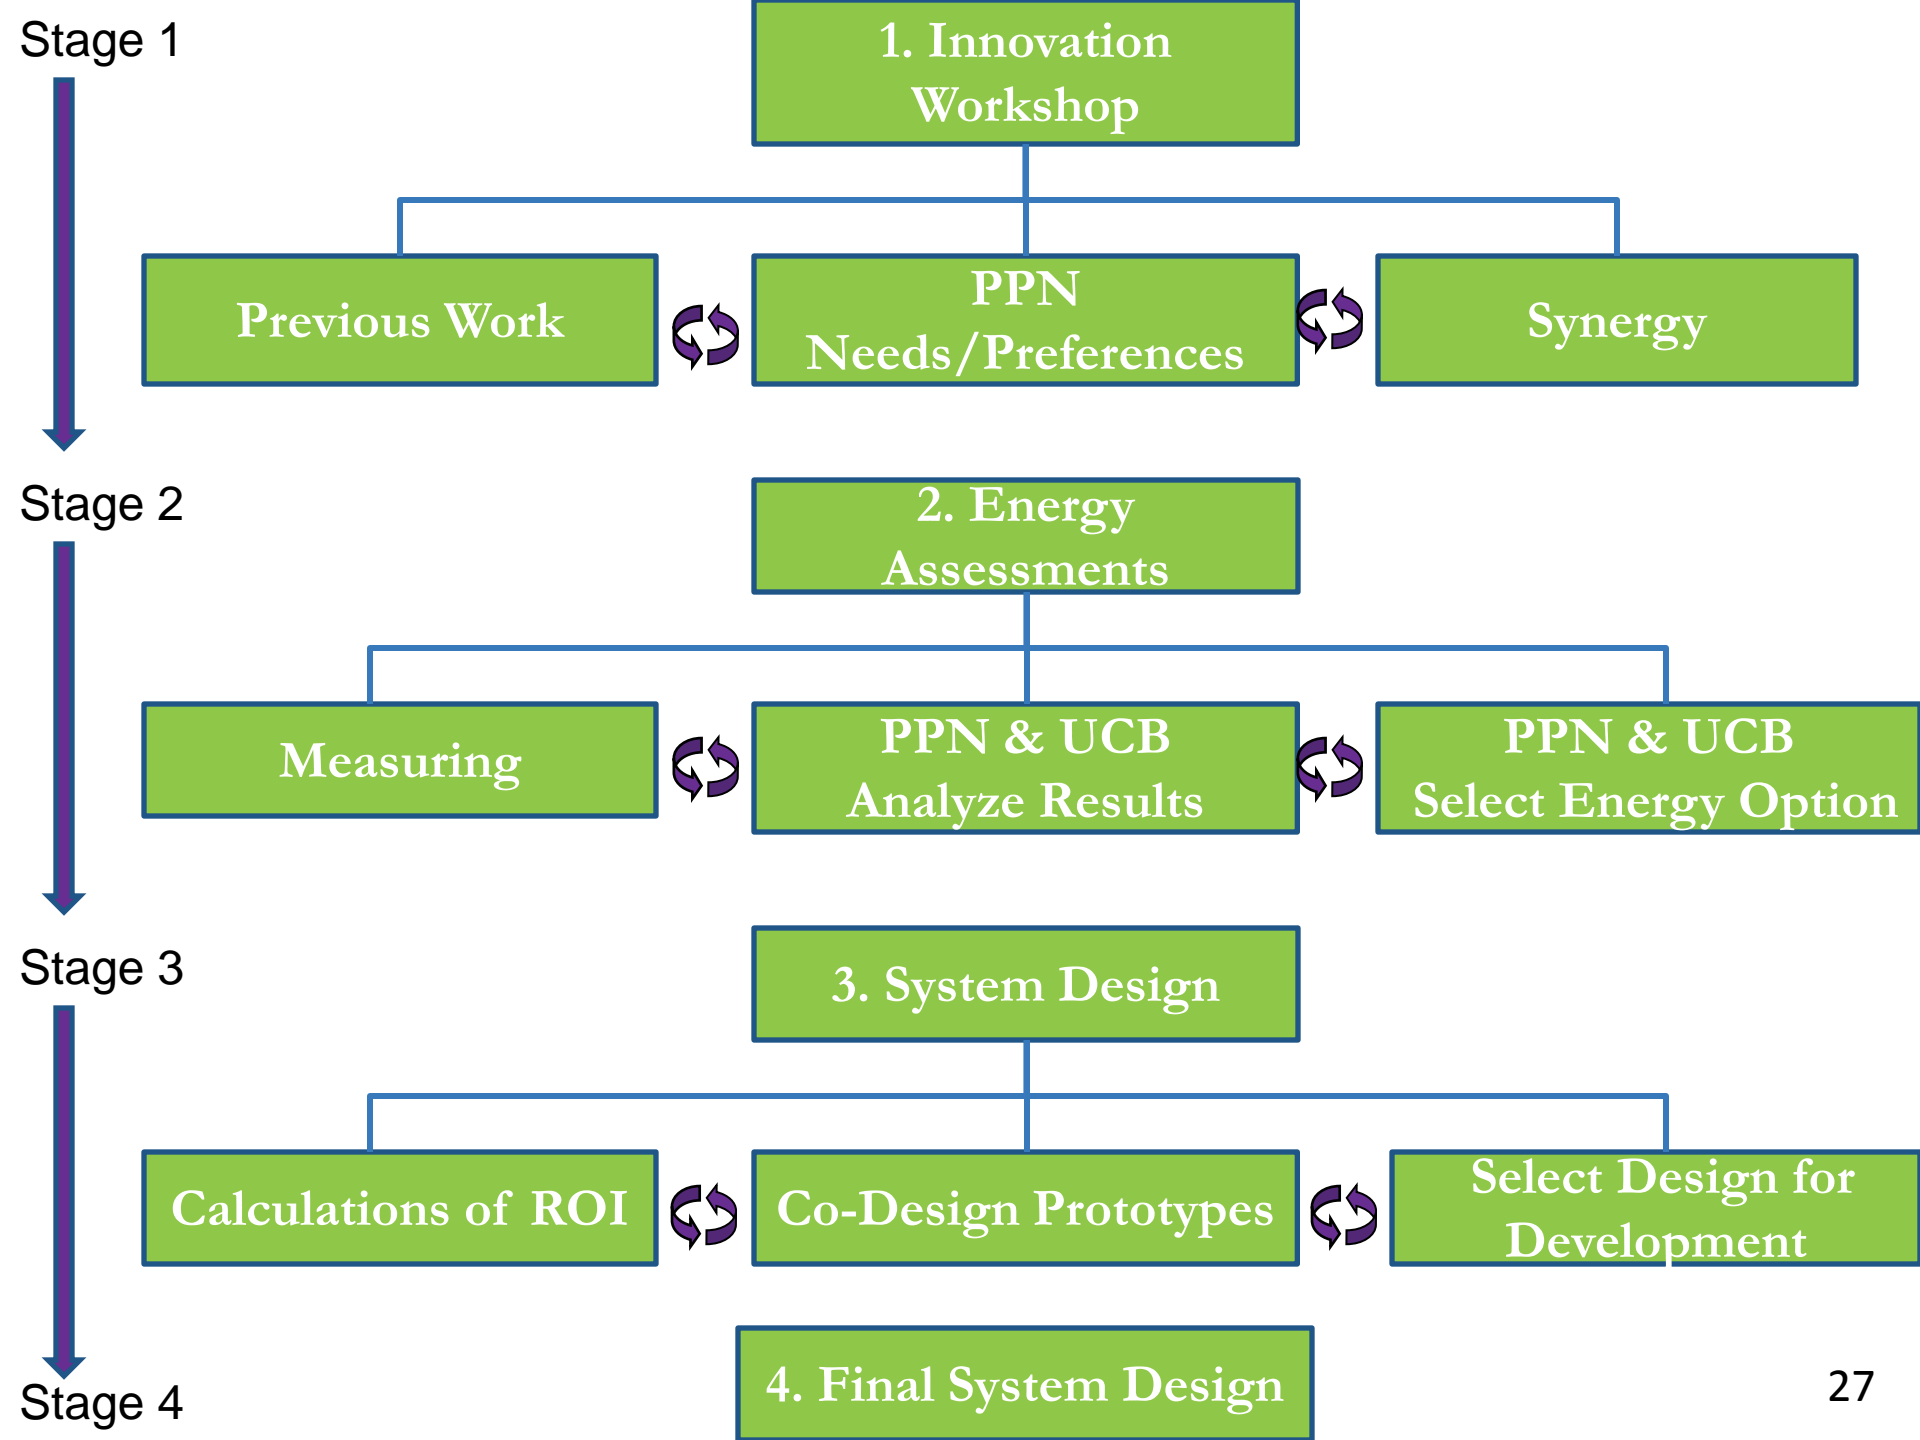 Stage 1
1. Innovation
Workshop
Previous Work
PPN
Needs/Preferences
Synergy
Stage 2
2. Energy
Assessments
Measuring
PPN & UCB
Analyze Results
PPN & UCB
Select Energy Option
Stage 3
3. System Design
Calculations of ROI
Co-Design Prototypes
Select Design for
Development
Stage 4
4. Final System Design
27